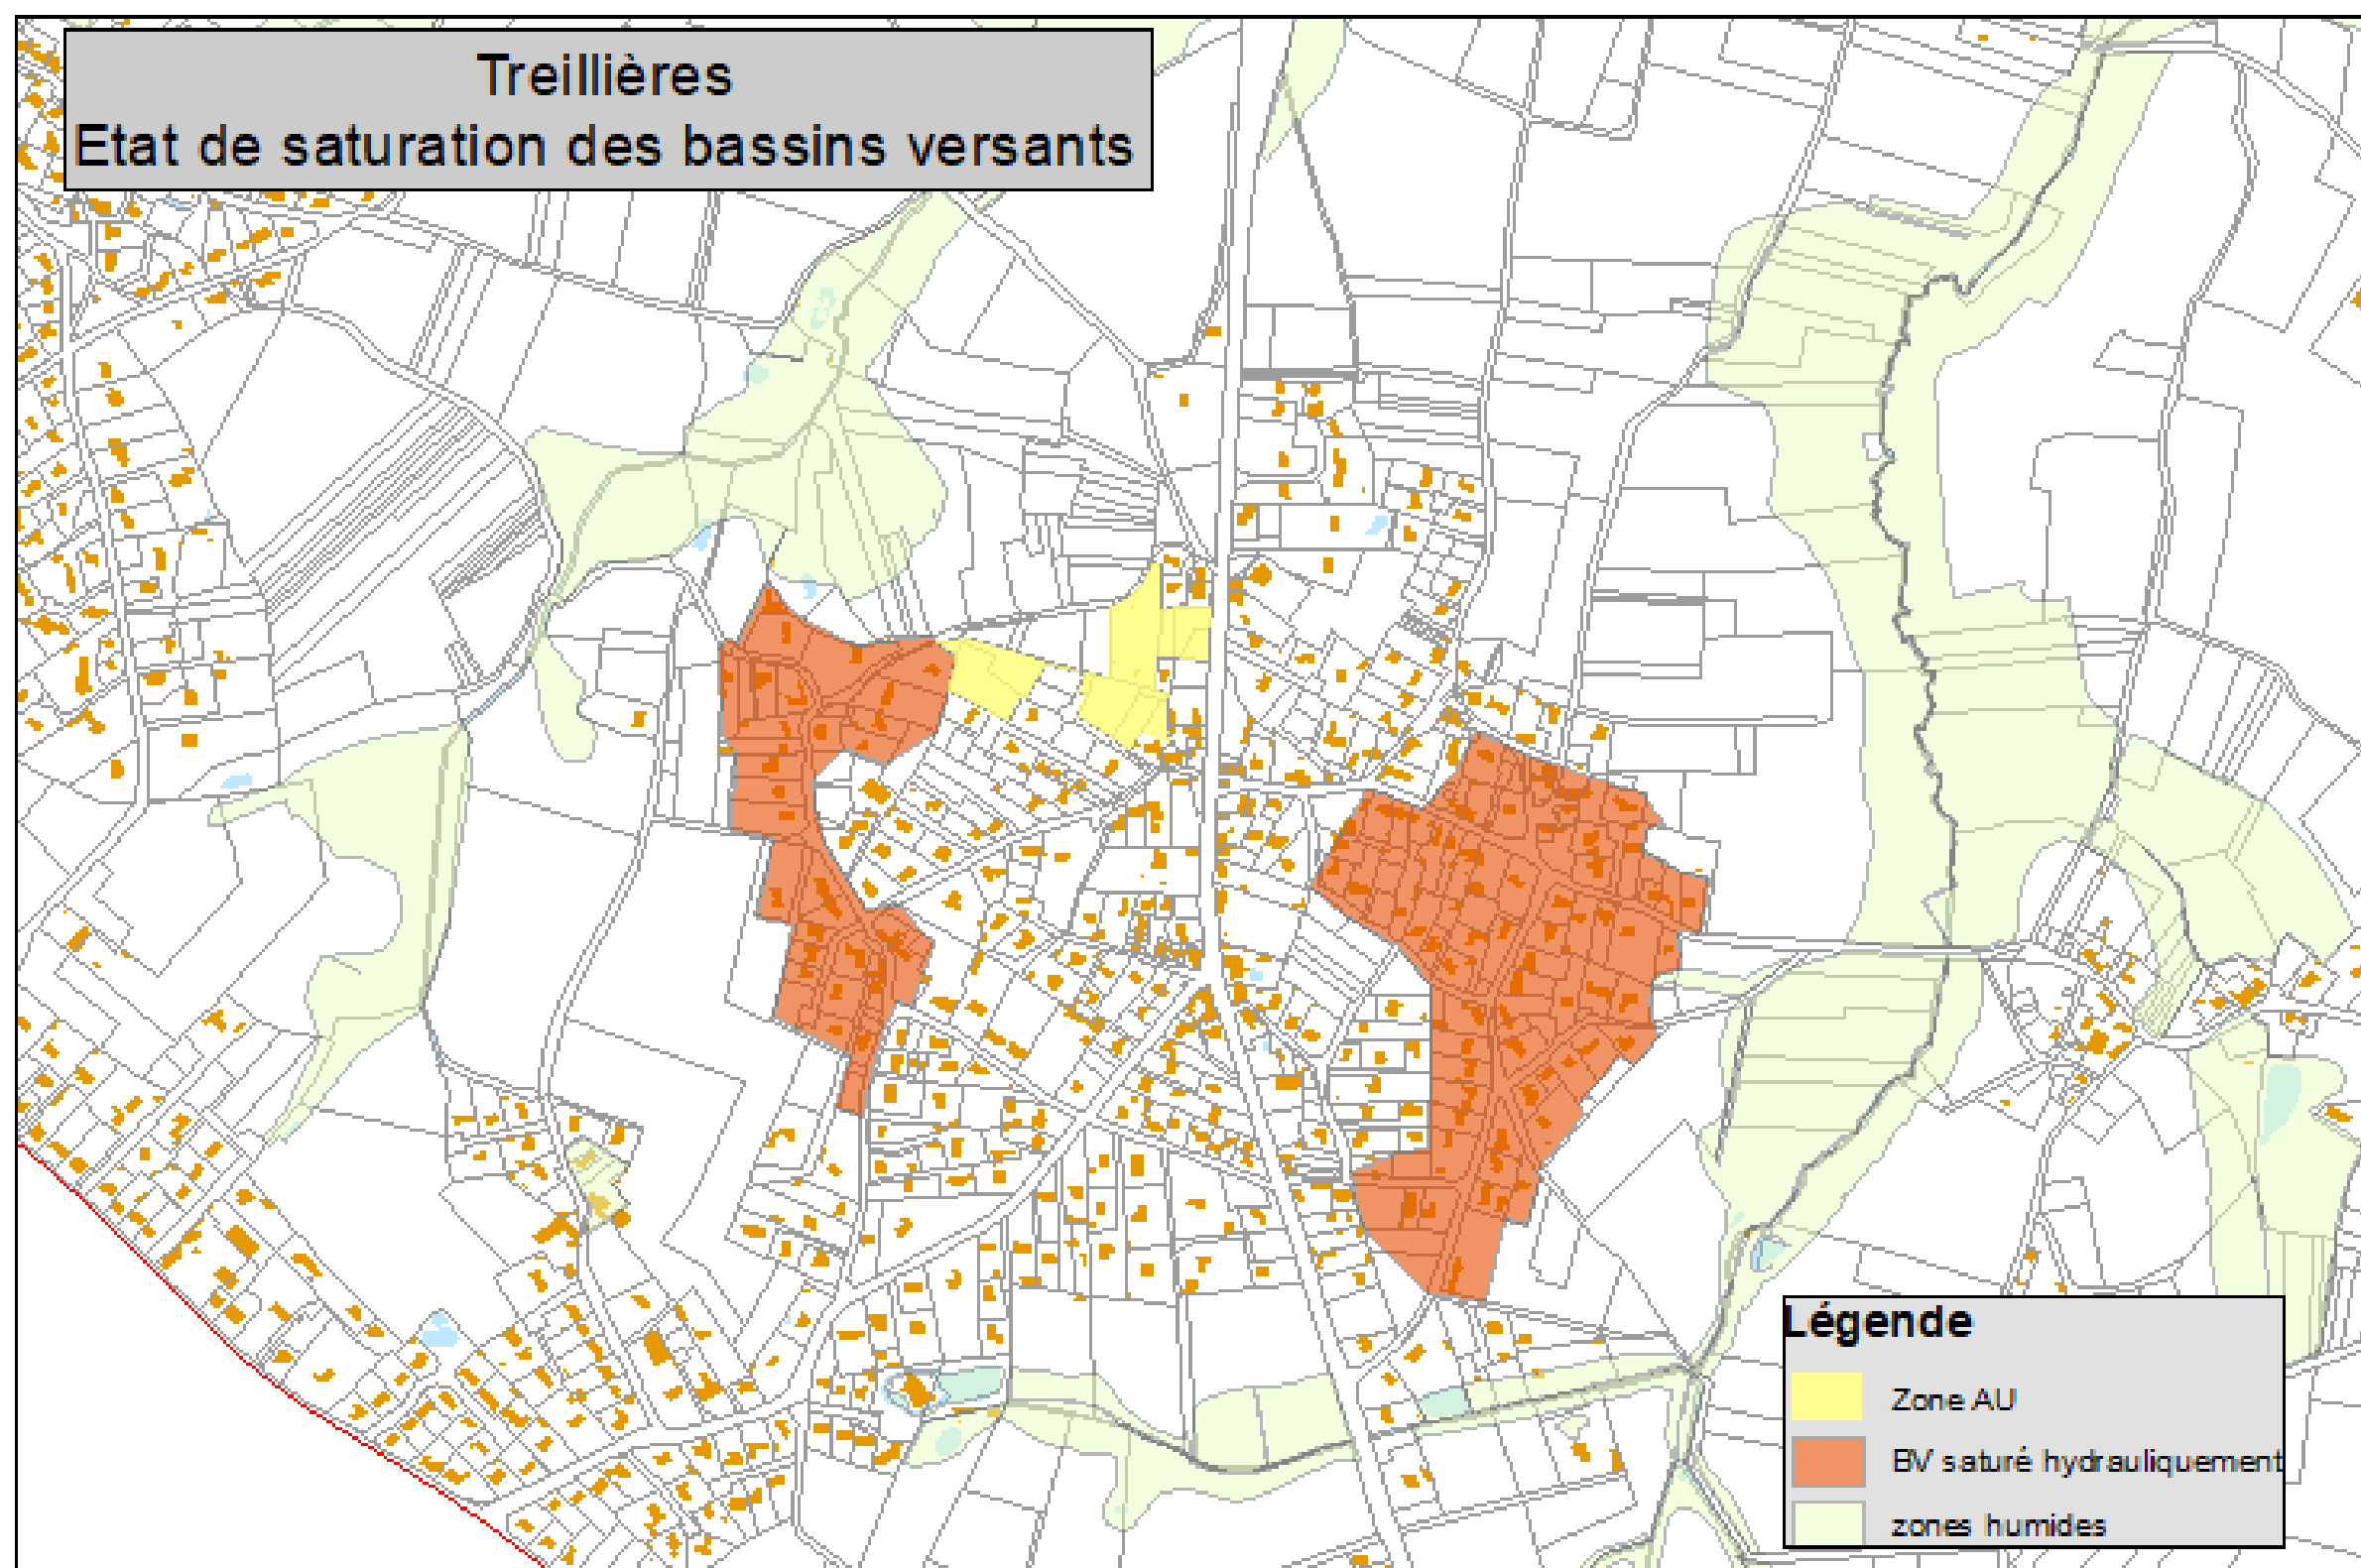 Treillières
Etat de saturation des bassins versants
Légende
Zone AU
BV saturé hydrauliquement
zones humides